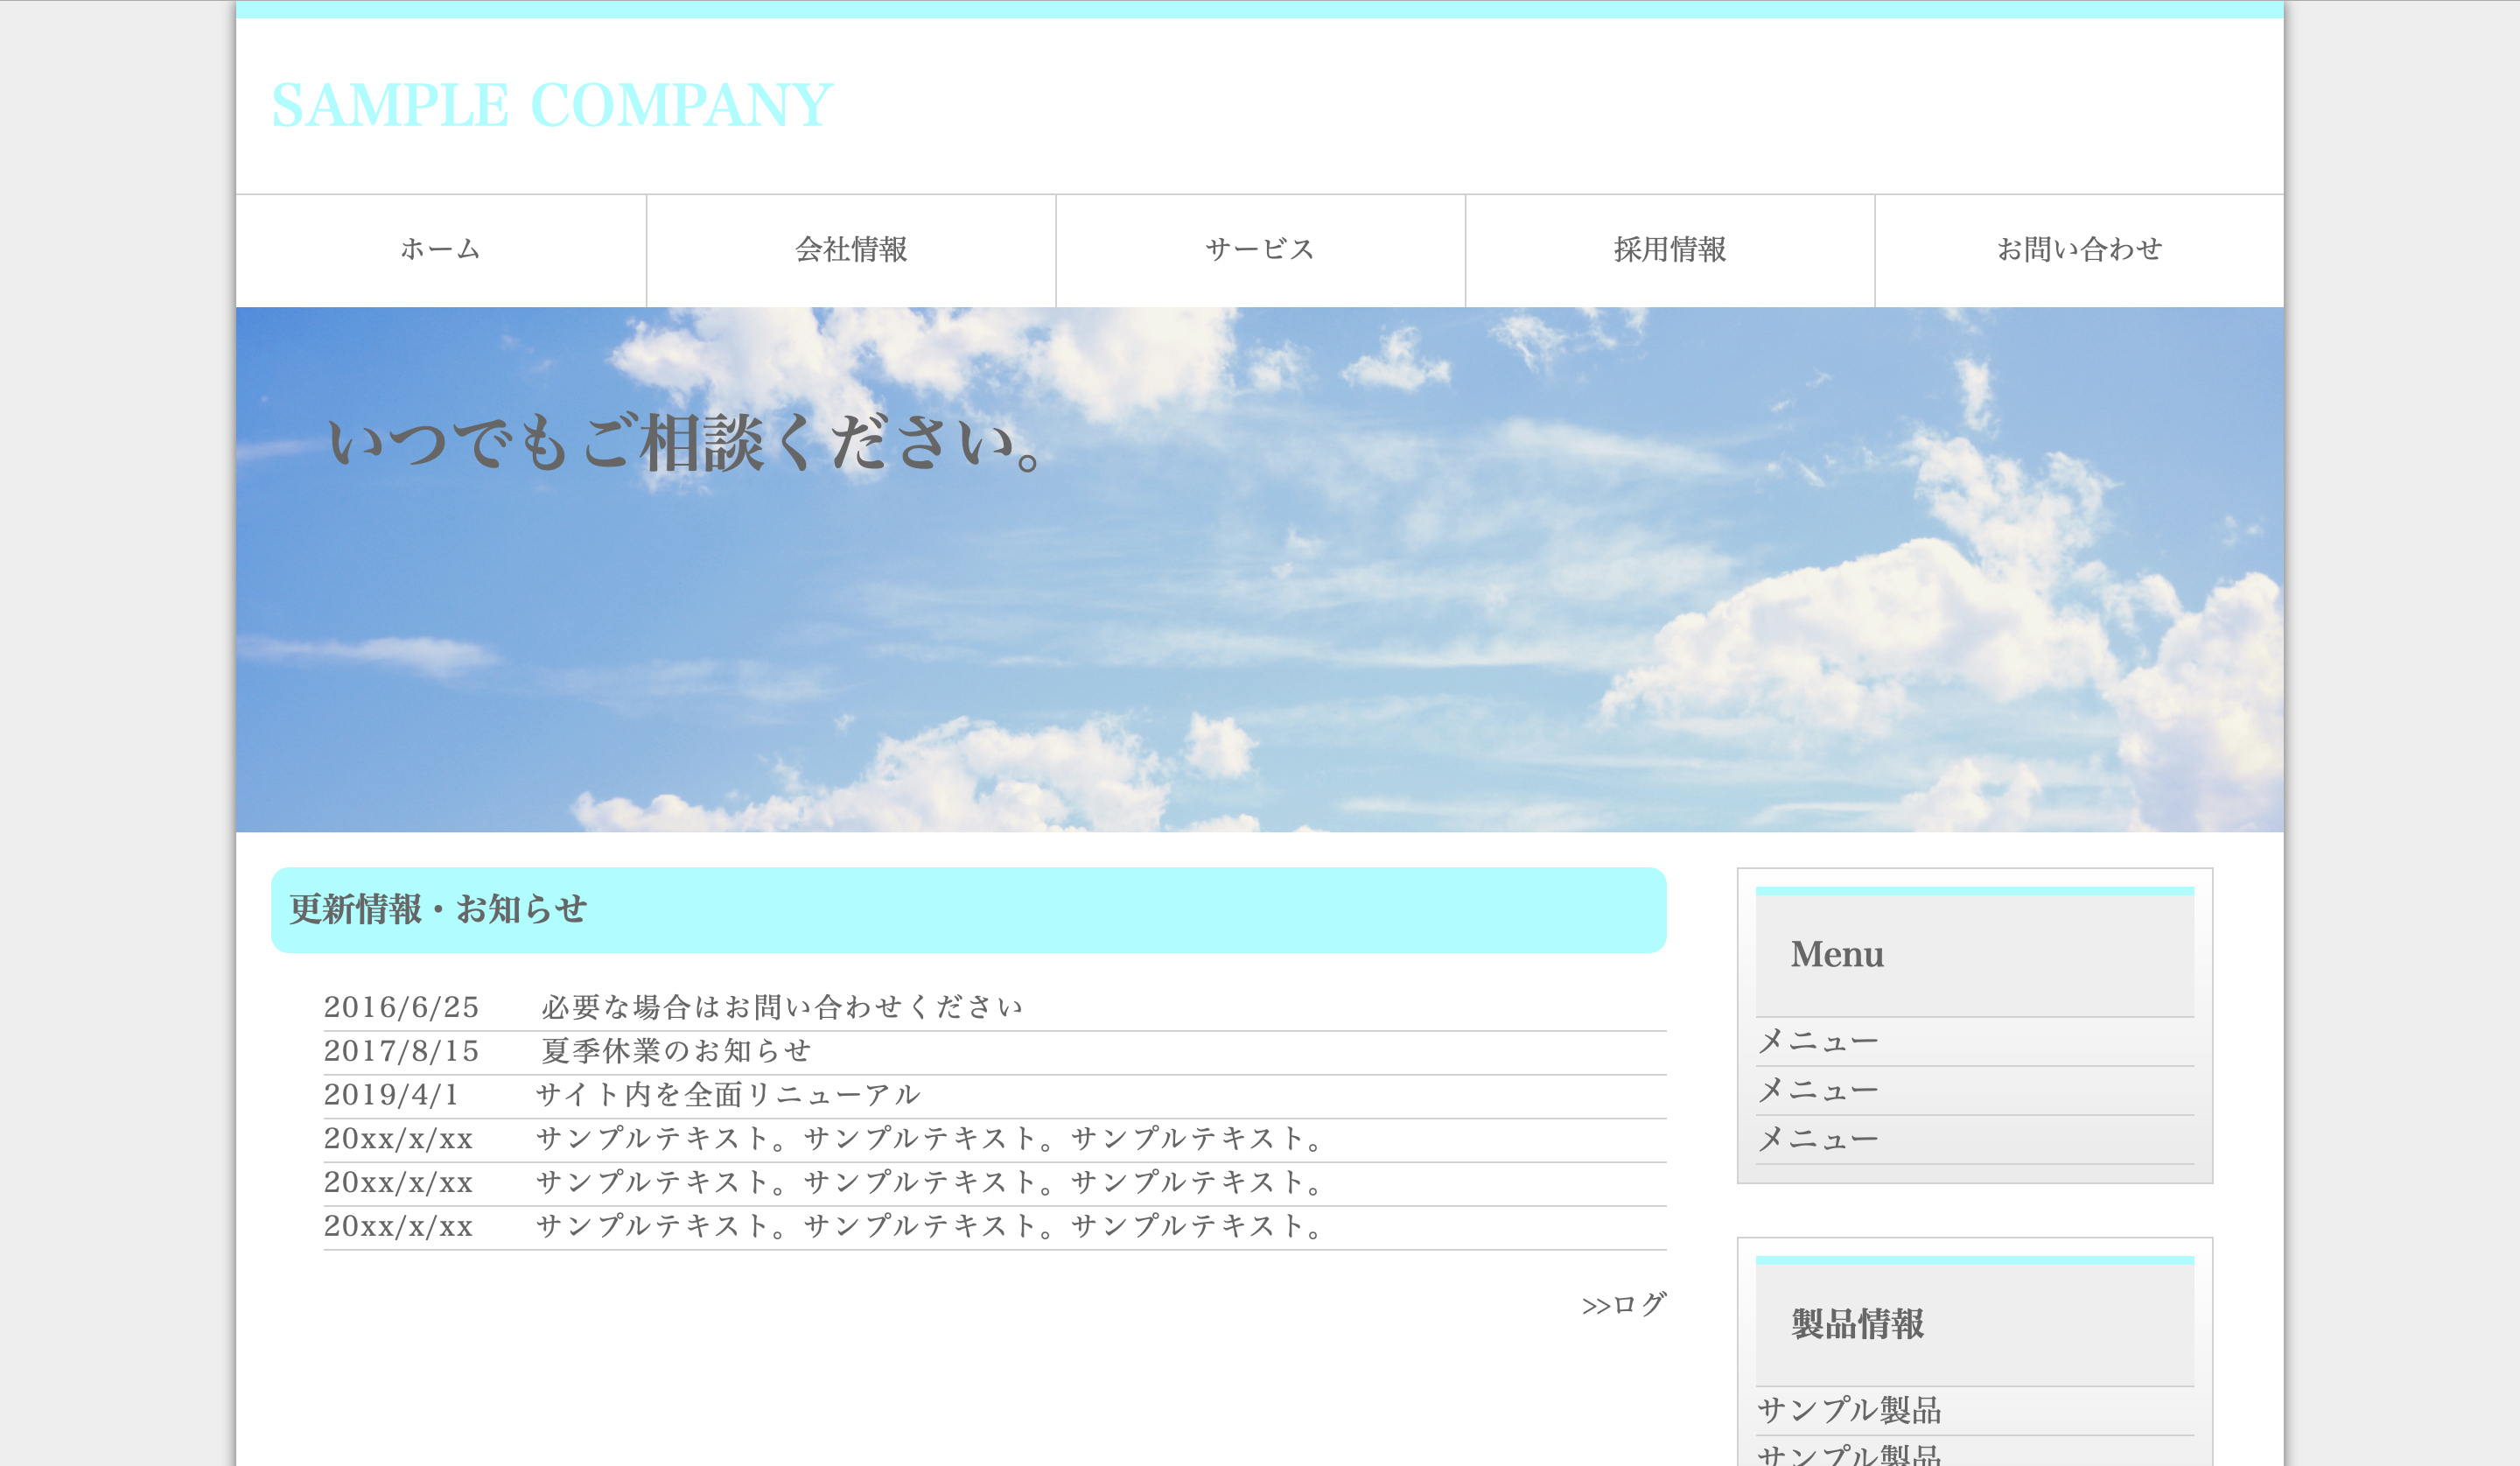 SAMPLE COMPANY
ホーム
会社情報
サービス
採用情報
お問い合わせ
いつでもご相談ください。
更新情報・お知らせ
2016/6/25 必要な場合はお問い合わせください
2017/8/15 夏季休業のお知らせ
2019/4/1 サイト内を全面リニューアル
20xx/x/xx サンプルテキスト。サンプルテキスト。サンプルテキスト。
20xx/x/xx サンプルテキスト。サンプルテキスト。サンプルテキスト。
20xx/x/xx サンプルテキスト。サンプルテキスト。サンプルテキスト。
>>ログ
Menu
メニュー
メニュー
メニュー
製品情報
サンプル製品
サンプル製品